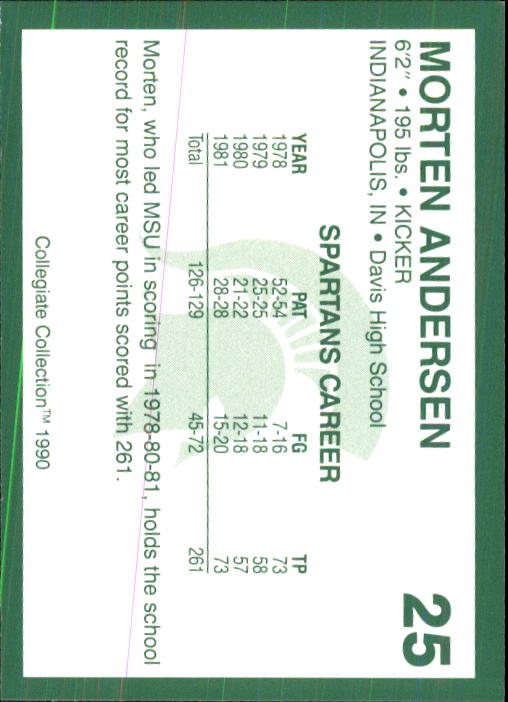 MORTEN ANDERSEN 25
6'2" • 195 lbs. • KICKER
INDIANAPOLIS, IN • Davis High School
SPARTANS CAREER
YEAR PAT FG TP
1978 52-54 7-16 73
1979 25-25 11-18 58
1980 21-22 12-18 57
1981 28-28 15-20 73
Total 126-129 45-72 261
Morten, who led MSU in scoring in 1978-80-81, holds the school
record for most career points scored with 261.
Collegiate Collection™ 1990